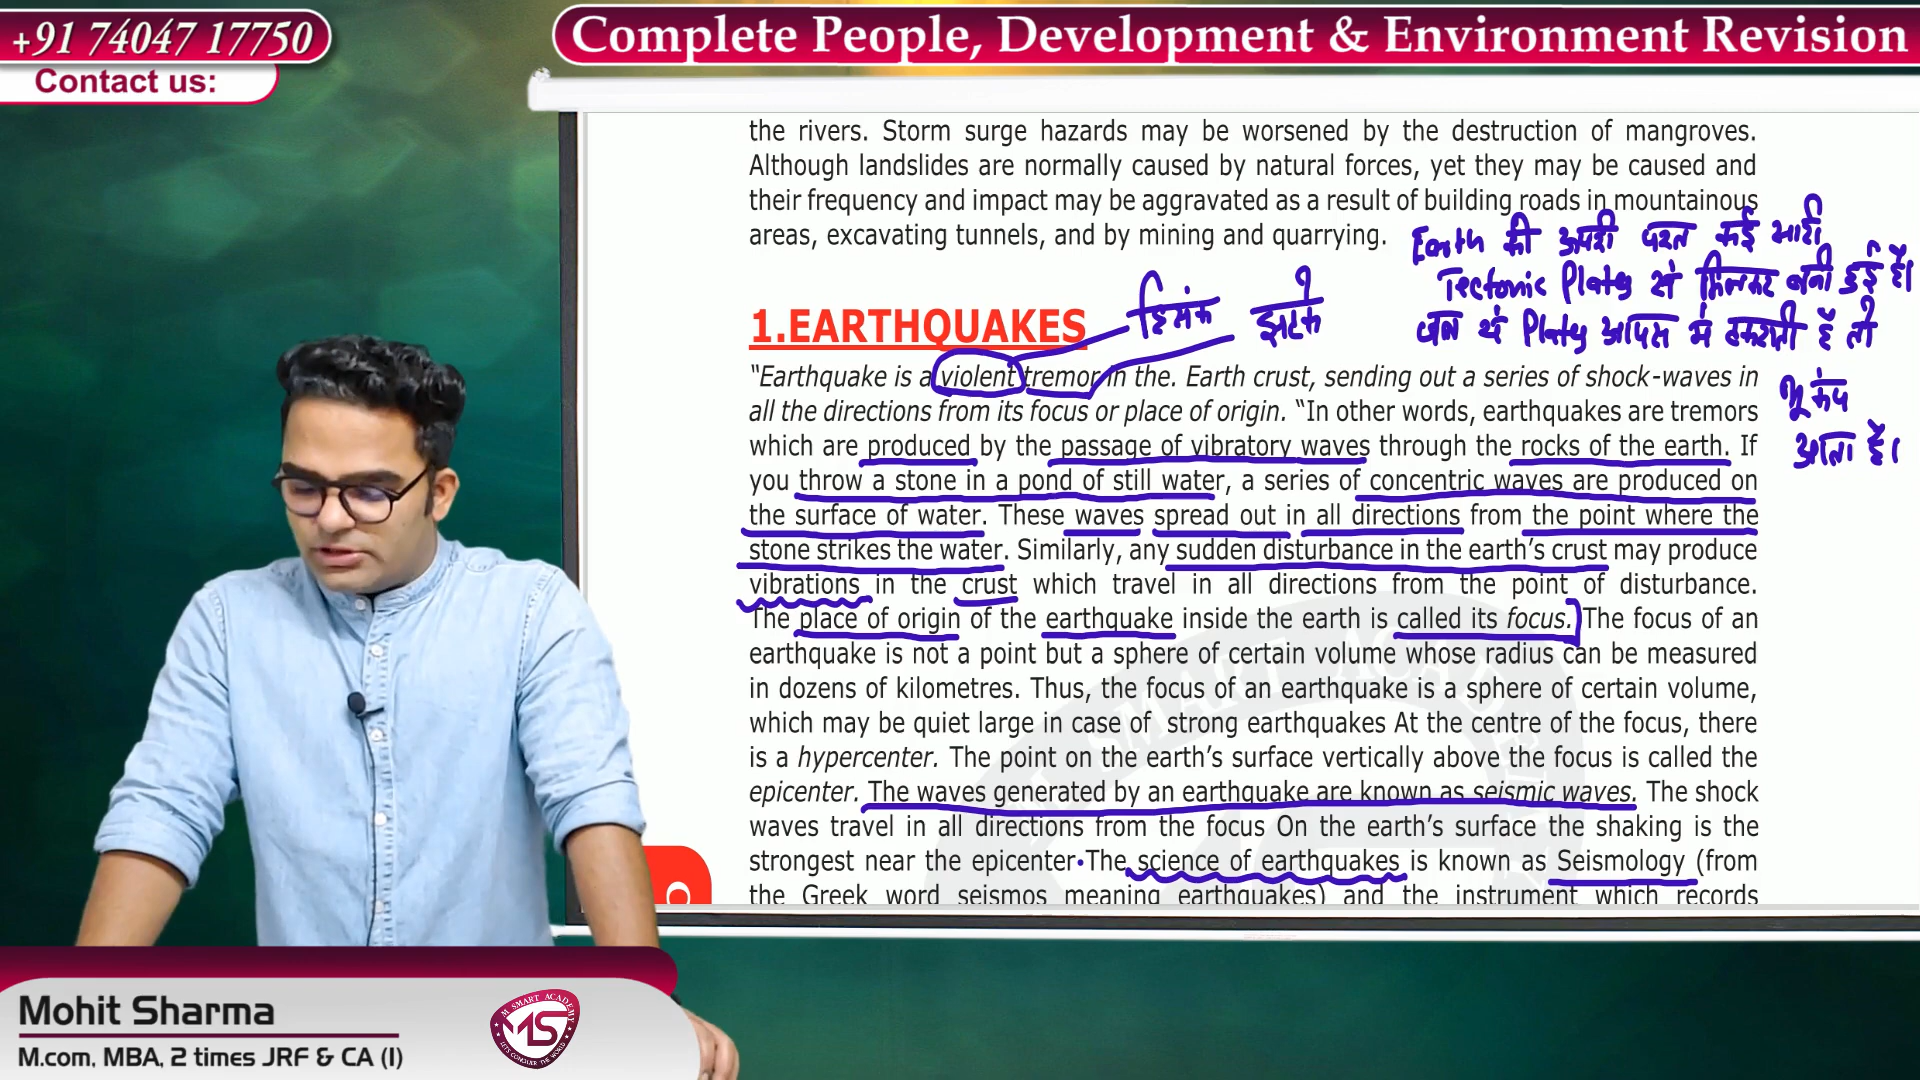 +91 74047 17750
Contact us:
Complete People, Development & Environment Revision
the rivers. Storm surge hazards may be worsened by the destruction of mangroves.
Although landslides are normally caused by natural forces, yet they may be caused and
their frequency and impact may be aggravated as a result of building roads in mountainous
areas, excavating tunnels, and by mining and quarrying.
Earth की ऊपरी परत कई भारी
Tectonic Plates से मिलकर बनी हुई है।
जब ये Plates आपस में टकराती हैं तो
भूकंप
आता है।
हिंसक झटके
1.EARTHQUAKES
“Earthquake is a violent tremor in the. Earth crust, sending out a series of shock-waves in
all the directions from its focus or place of origin. “In other words, earthquakes are tremors
which are produced by the passage of vibratory waves through the rocks of the earth. If
you throw a stone in a pond of still water, a series of concentric waves are produced on
the surface of water. These waves spread out in all directions from the point where the
stone strikes the water. Similarly, any sudden disturbance in the earth’s crust may produce
vibrations in the crust which travel in all directions from the point of disturbance.
The place of origin of the earthquake inside the earth is called its focus. The focus of an
earthquake is not a point but a sphere of certain volume whose radius can be measured
in dozens of kilometres. Thus, the focus of an earthquake is a sphere of certain volume,
which may be quiet large in case of strong earthquakes At the centre of the focus, there
is a hypercenter. The point on the earth’s surface vertically above the focus is called the
epicenter. The waves generated by an earthquake are known as seismic waves. The shock
waves travel in all directions from the focus On the earth’s surface the shaking is the
strongest near the epicenter. The science of earthquakes is known as Seismology (from
the Greek word seismos meaning earthquakes) and the instrument which records
Mohit Sharma
M.com, MBA, 2 times JRF & CA (I)
M SMART ACADEMY
MS
LETS CONQUER THE WORLD